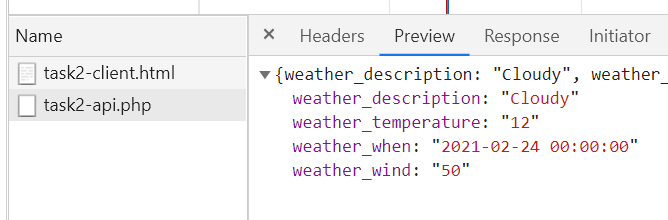 Name
× Headers Preview Response Initiator
task2-client.html
task2-api.php
▼{weather_description: "Cloudy", weather_
weather_description: "Cloudy"
weather_temperature: "12"
weather_when: "2021-02-24 00:00:00"
weather_wind: "50"